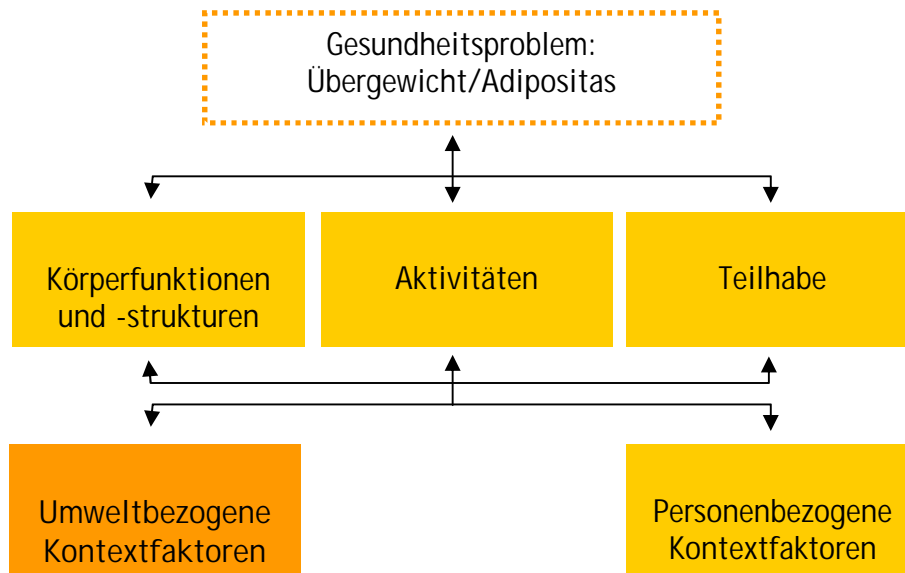 Gesundheitsproblem:
Übergewicht/Adipositas
Körperfunktionen
und -strukturen
Aktivitäten
Teilhabe
Umweltbezogene
Kontextfaktoren
Personenbezogene
Kontextfaktoren